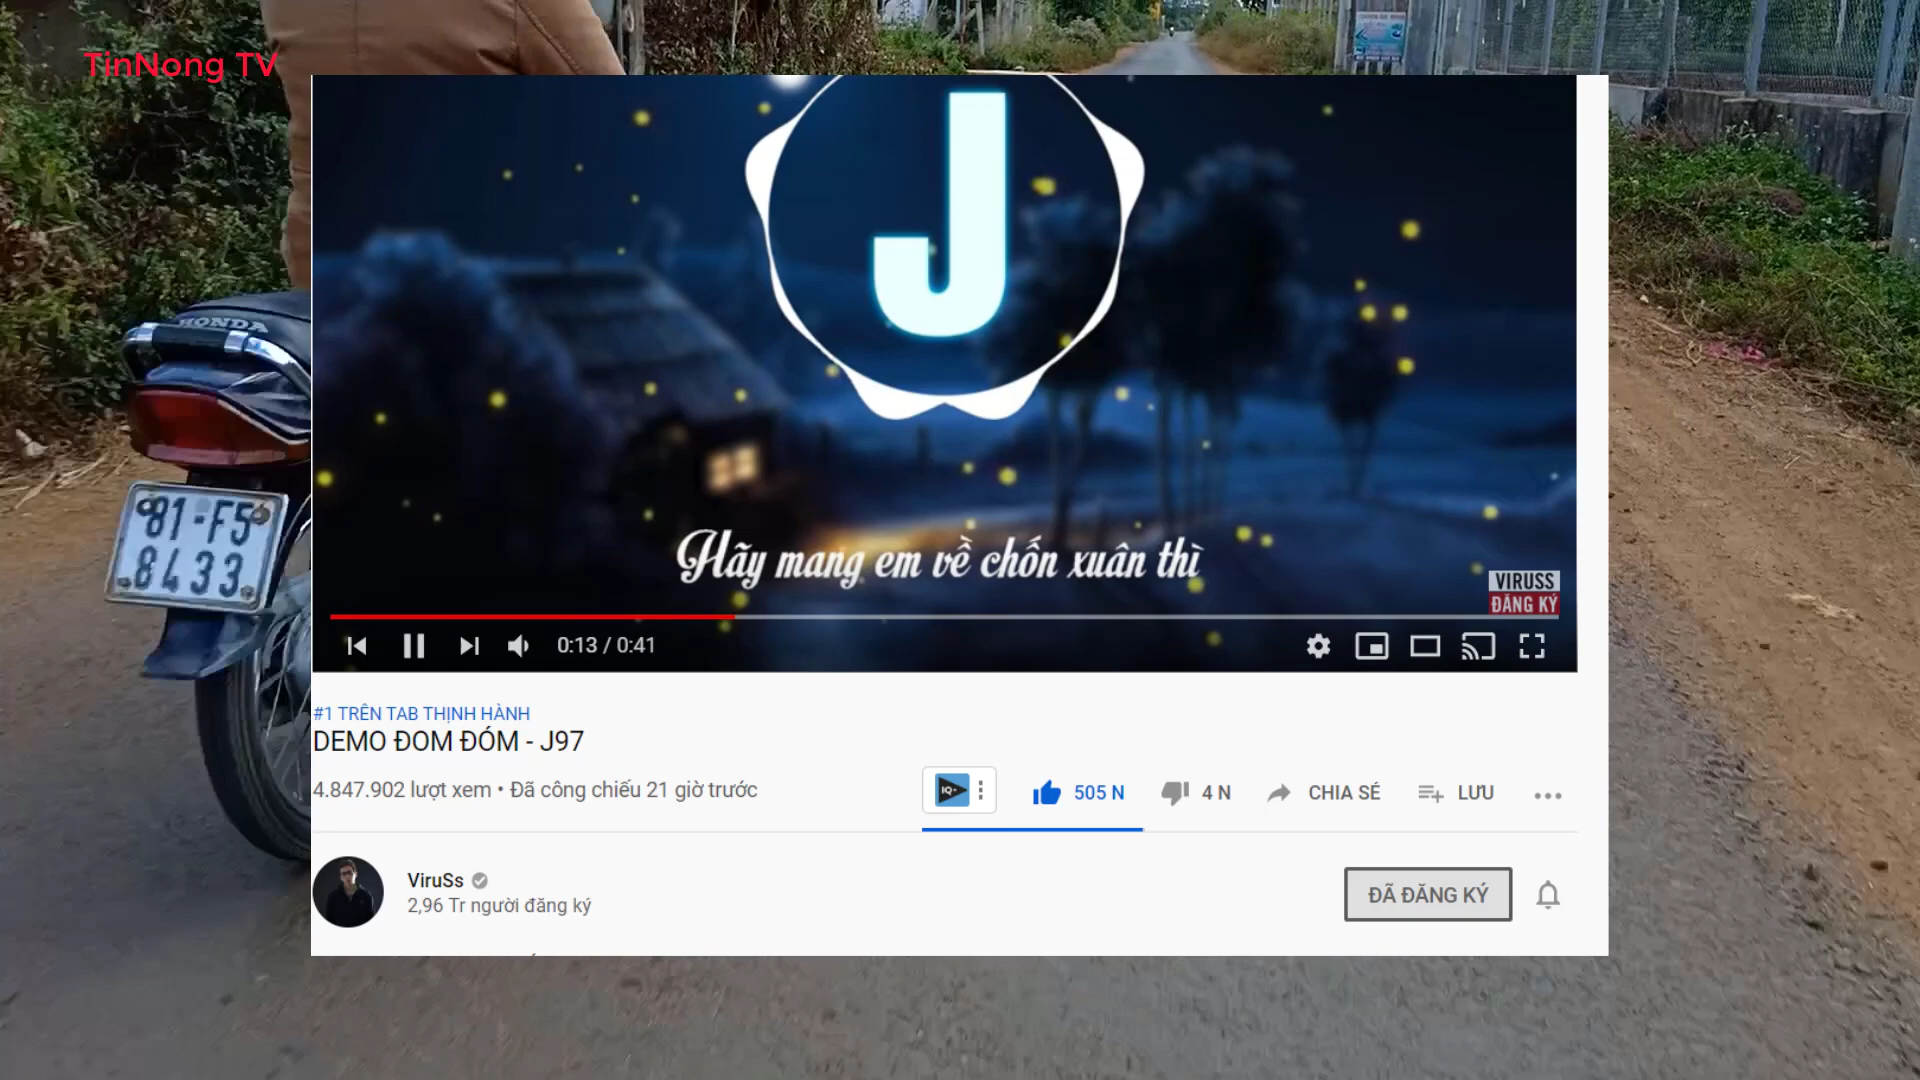 TinNong TV
HONDA
81-F5
8433
J
Hãy mang em về chốn xuân thì
VIRUSS
ĐĂNG KÝ
0:13 / 0:41
#1 TRÊN TAB THỊNH HÀNH
DEMO ĐOM ĐÓM - J97
4.847.902 lượt xem • Đã công chiếu 21 giờ trước
IQ
505 N
4 N
CHIA SẺ
LƯU
ViruSs
2,96 Tr người đăng ký
ĐÃ ĐĂNG KÝ